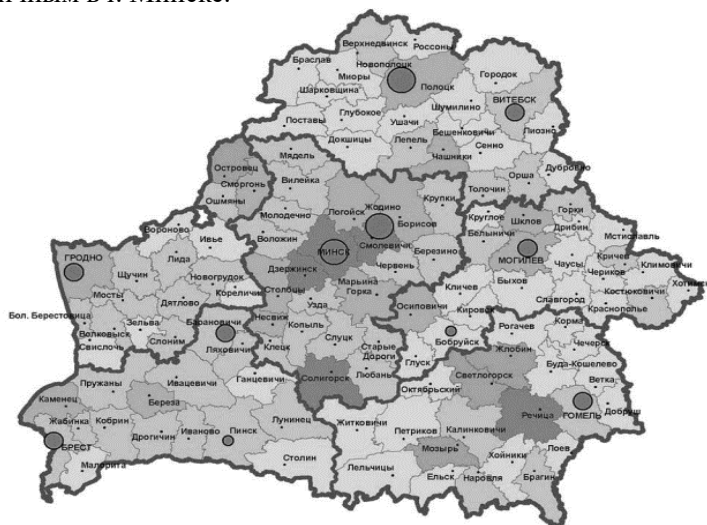 чным в г. Минске.
Верхнедвинск
Россоны
Браслав
Новополоцк
Миоры
Полоцк
Городок
Шарковщина
Шумилино
ВИТЕБСК
Глубокое
Ушачи
Поставы
Бешенковичи
Лиозно
Докшицы
Лепель
Сенно
Чашники
Мядель
Островец
Дубровно
Орша
Толочин
Сморгонь
Вилейка
Ошмяны
Логойск
Жодино
Крупки
Круглое
Горки
Шклов
Молодечно
Борисов
Дрибин
Мстиславль
Вороново
Белыничи
Ивье
Воложин
МИНСК
Смолевичи
Березино
МОГИЛЕВ
Чаусы
Кричев
Климовичи
ГРОДНО
Лида
Червень
Чериков
Щучин
Дзержинск
Хотимск
Новогрудок
Столбцы
Марьина
Горка
Кличев
Быхов
Костюковичи
Мосты
Кореличи
Узда
Осиповичи
Славгород
Краснополье
Бол. Берестовица
Дятлово
Несвиж
Кировск
Зельва
Барановичи
Копыль
Бобруйск
Рогачев
Корма
Волковыск
Слоним
Слуцк
Старые
Дороги
Свислочь
Ляховичи
Клецк
Глуск
Жлобин
Чечерск
Любань
Буда-Кошелево
Пружаны
Ивацевичи
Солигорск
Октябрьский
Светлогорск
Ганцевичи
Ветка
Каменец
Береза
Речица
ГОМЕЛЬ
Добруш
Жабинка
Кобрин
Лунинец
Житковичи
Петриков
Калинковичи
БРЕСТ
Дрогичин
Иваново
Пинск
Лоев
Мозырь
Хойники
Малорита
Столин
Лельчицы
Ельск
Наровля
Брагин